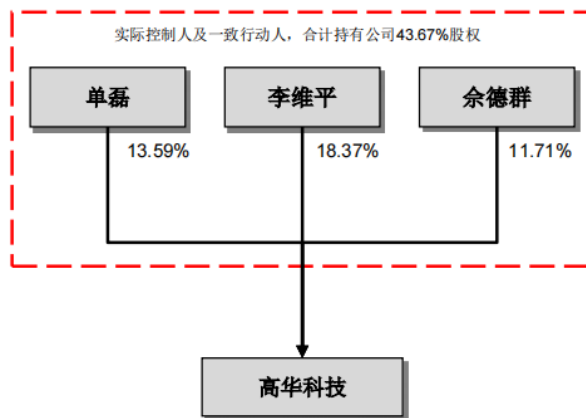 实际控制人及一致行动人，合计持有公司43.67%股权
单磊
李维平
佘德群
13.59%
18.37%
11.71%
高华科技